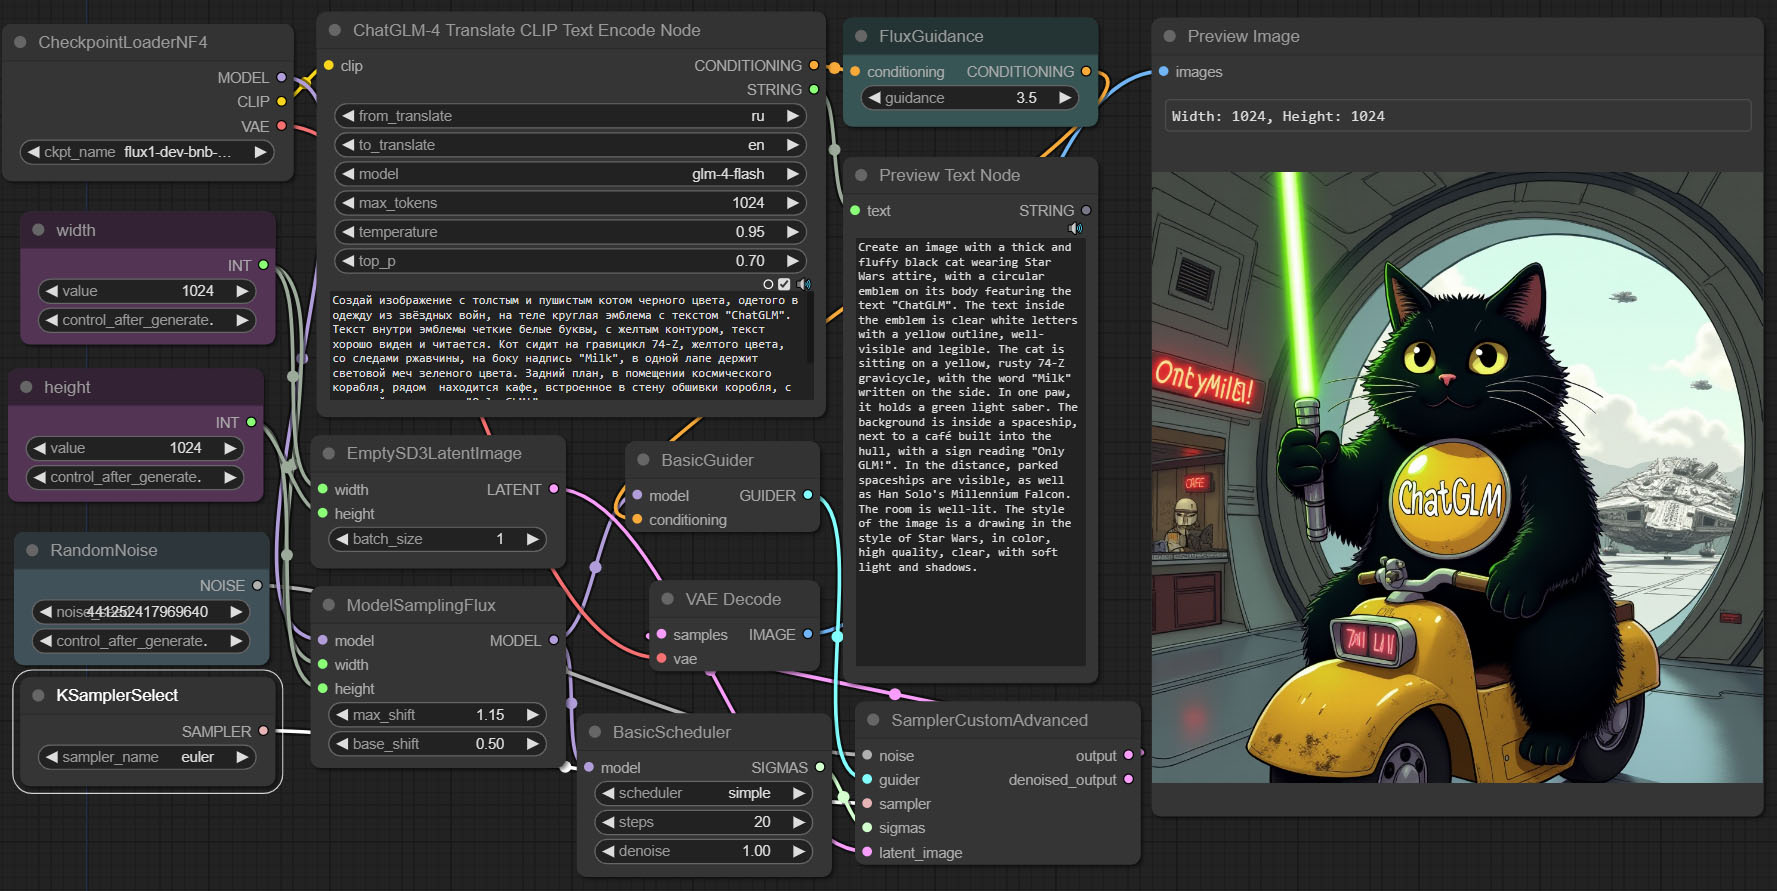 CheckpointLoaderNF4
MODEL
CLIP
VAE
ckpt_name flux1-dev-bnb-...
width
INT
value 1024
control_after_generate.
height
INT
value 1024
control_after_generate.
RandomNoise
NOISE
441252417969640
control_after_generate.
KSamplerSelect
SAMPLER
sampler_name euler
ChatGLM-4 Translate CLIP Text Encode Node
clip CONDITIONING
STRING
from_translate ru
to_translate en
model glm-4-flash
max_tokens 1024
temperature 0.95
top_p 0.70
Создай изображение с толстым и пушистым котом черного цвета, одетого в
одежду из звёздных войн, на теле круглая эмблема с текстом "ChatGLM".
Текст внутри эмблемы четкие белые буквы, с желтым контуром, текст
хорошо виден и читается. Кот сидит на гравицикл 74-Z, желтого цвета,
со следами ржавчины, на боку надпись "Milk", в одной лапе держит
световой меч зеленого цвета. Задний план, в помещении космического
корабля, рядом находится кафе, встроенное в стену обшивки коробля, с
EmptySD3LatentImage
width LATENT
height
batch_size 1
ModelSamplingFlux
model MODEL
width
height
max_shift 1.15
base_shift 0.50
BasicGuider
model GUIDER
conditioning
VAE Decode
samples IMAGE
vae
BasicScheduler
model SIGMAS
scheduler simple
steps 20
denoise 1.00
FluxGuidance
conditioning CONDITIONING
guidance 3.5
Preview Text Node
text STRING
Create an image with a thick and
fluffy black cat wearing Star
Wars attire, with a circular
emblem on its body featuring the
text "ChatGLM". The text inside
the emblem is clear white letters
with a yellow outline, well-
visible and legible. The cat is
sitting on a yellow, rusty 74-Z
gravicycle, with the word "Milk"
written on the side. In one paw,
it holds a green light saber. The
background is inside a spaceship,
next to a café built into the
hull, with a sign reading "Only
GLM!". In the distance, parked
spaceships are visible, as well
as Han Solo's Millennium Falcon.
The room is well-lit. The style
of the image is a drawing in the
style of Star Wars, in color,
high quality, clear, with soft
light and shadows.
SamplerCustomAdvanced
noise output
guider denoised_output
sampler
sigmas
latent_image
Preview Image
images
Width: 1024, Height: 1024
CAFE
ChatGLM